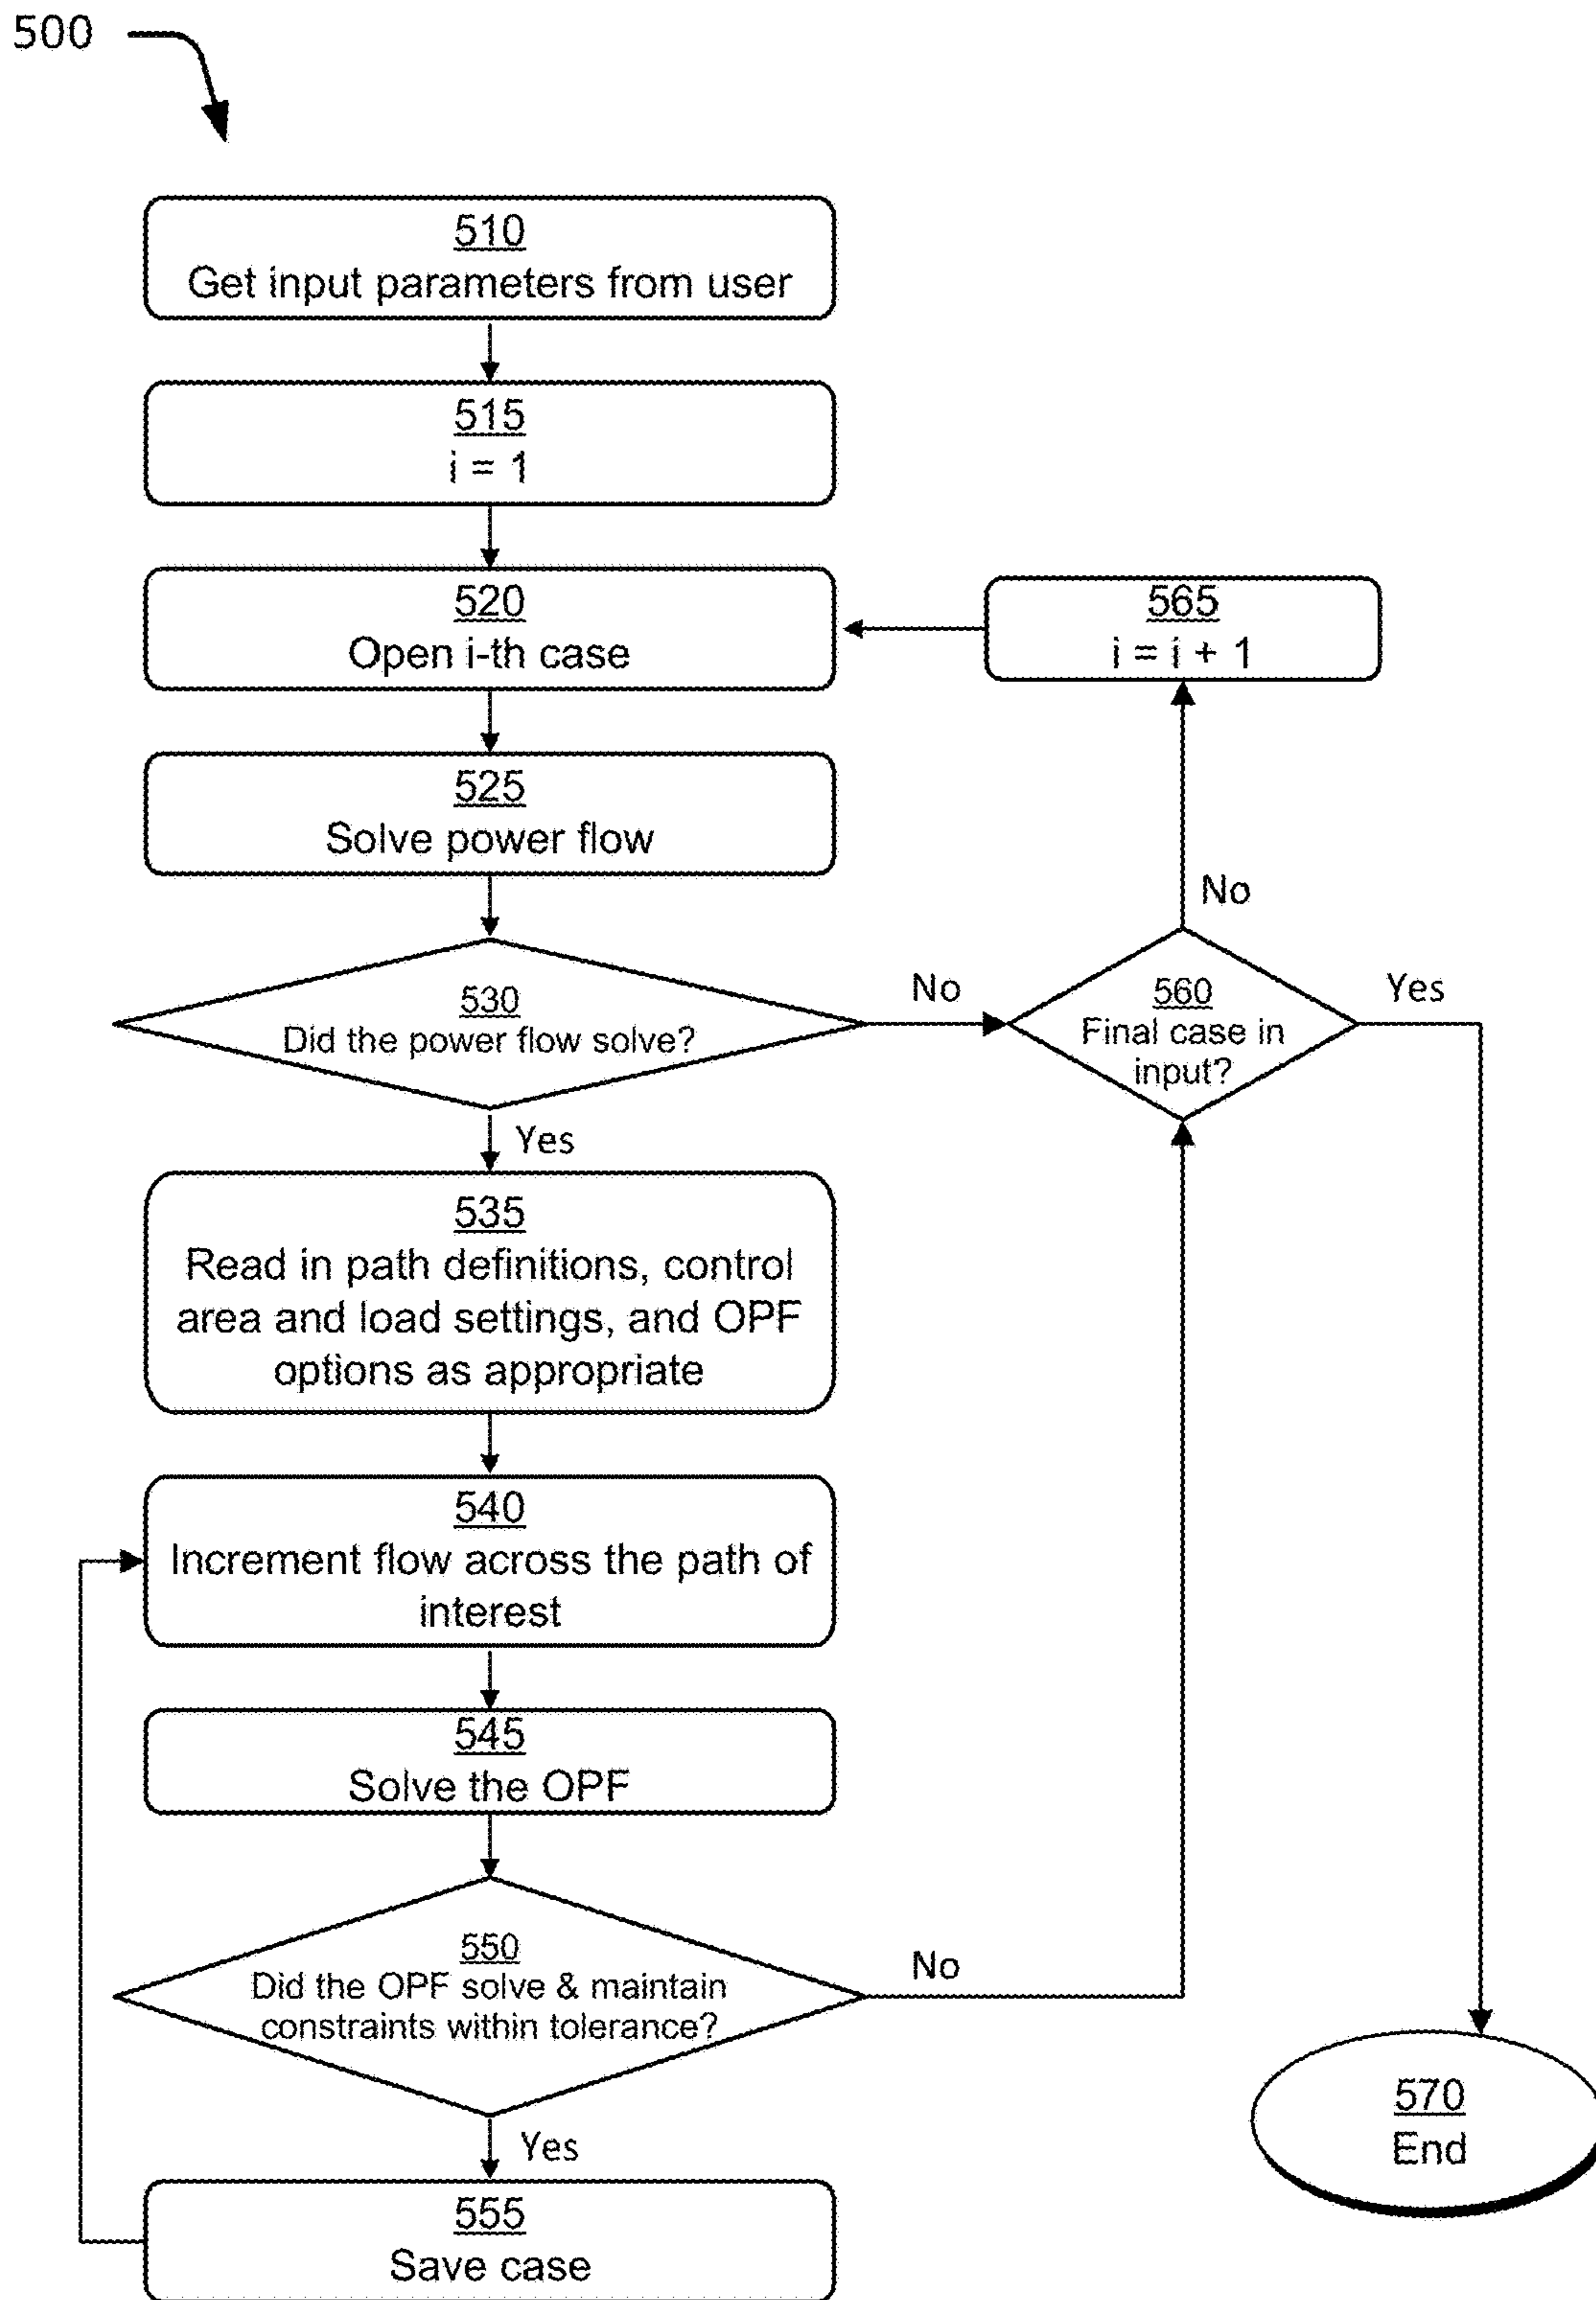 500
510
Get input parameters from user
515
i = 1
520
Open i-th case
565
i = i + 1
525
Solve power flow
No
530
Did the power flow solve?
No
560
Final case in
input?
Yes
Yes
535
Read in path definitions, control
area and load settings, and OPF
options as appropriate
540
Increment flow across the path of
interest
545
Solve the OPF
550
Did the OPF solve & maintain
constraints within tolerance?
No
Yes
555
Save case
570
End